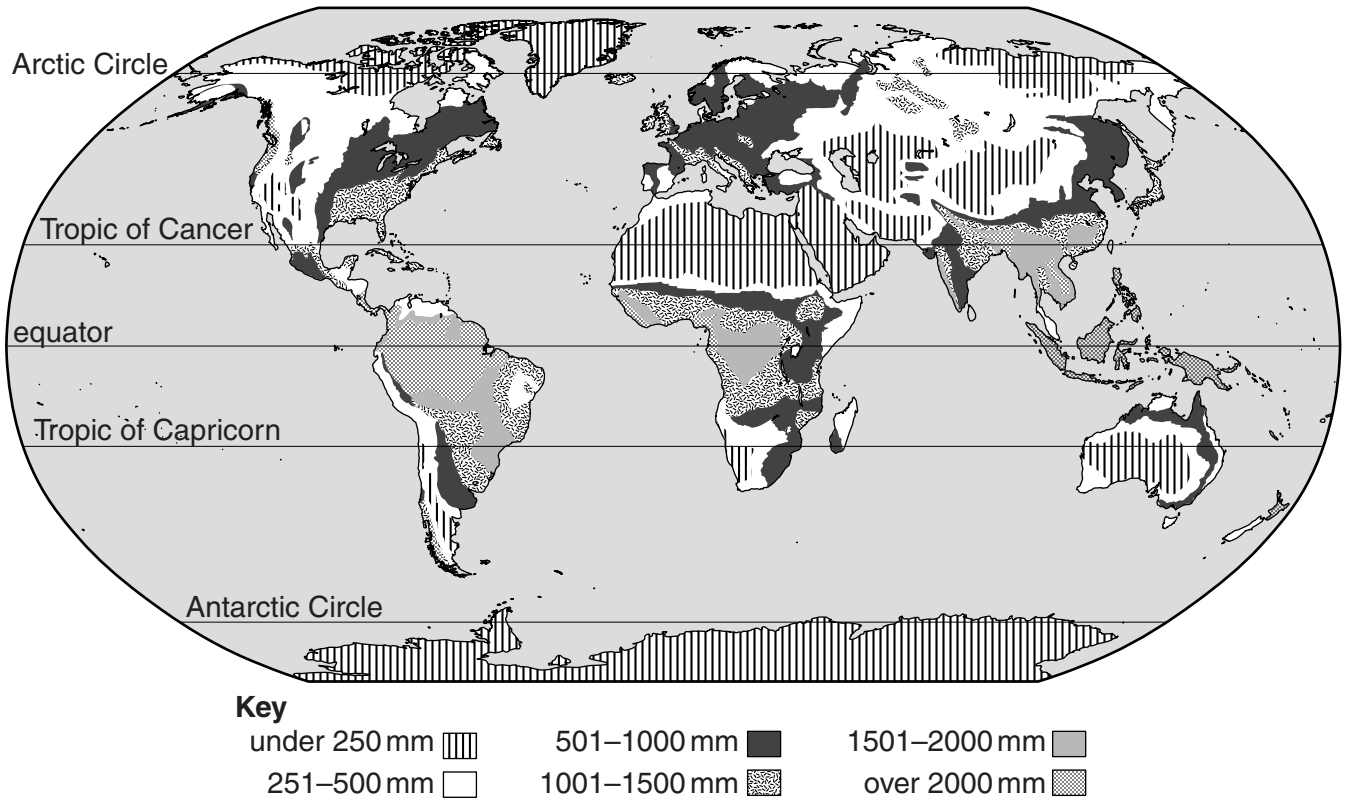 Arctic Circle
Tropic of Cancer
equator
Tropic of Capricorn
Antarctic Circle
Key
under 250 mm
501–1000 mm
1501–2000 mm
251–500 mm
1001–1500 mm
over 2000 mm